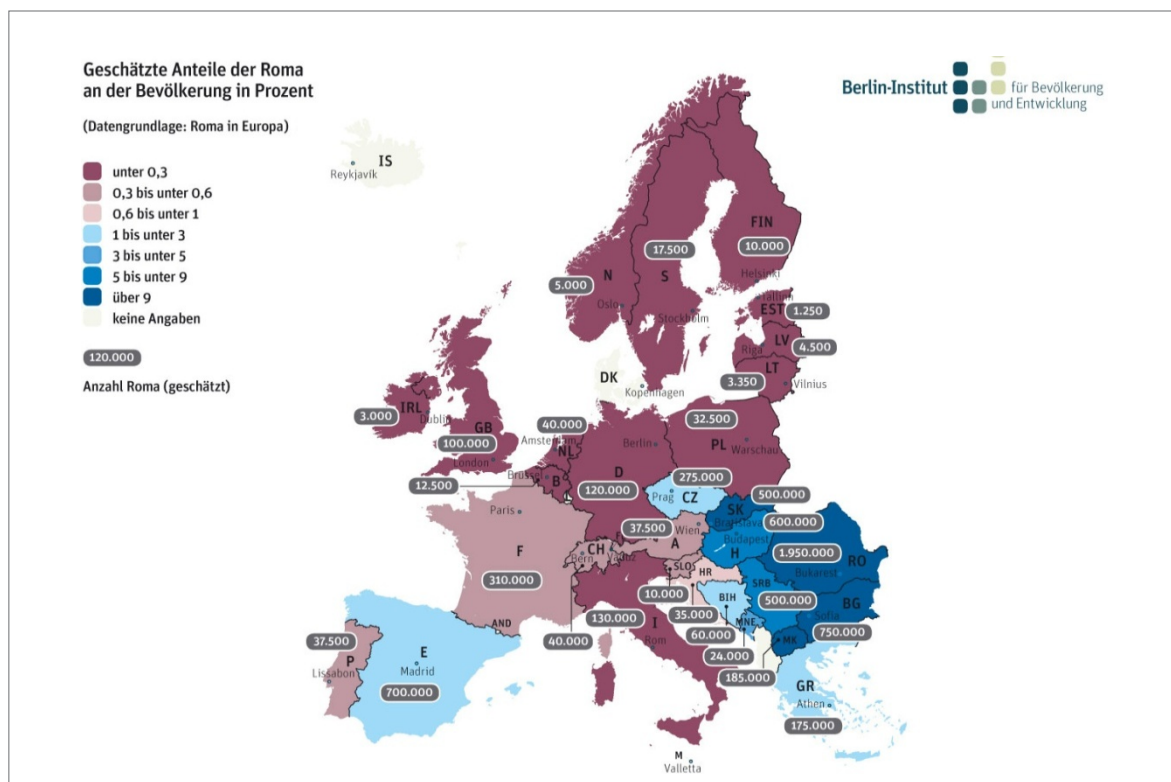 Geschätzte Anteile der Roma
an der Bevölkerung in Prozent
(Datengrundlage: Roma in Europa)
unter 0,3
0,3 bis unter 0,6
0,6 bis unter 1
1 bis unter 3
3 bis unter 5
5 bis unter 9
über 9
keine Angaben
120.000
Anzahl Roma (geschätzt)
Berlin-Institut
für Bevölkerung
und Entwicklung
IS
Reykjavík
FIN
10.000
Helsinki
17.500
S
Stockholm
N
5.000
Oslo
Tallinn
EST
1.250
LV
4.500
Riga
LT
3.350
Vilnius
DK
Kopenhagen
IRL
3.000
Dublin
GB
100.000
London
40.000
Amsterdam
NL
Brüssel
B
12.500
Berlin
D
120.000
32.500
PL
Warschau
275.000
Prag
CZ
500.000
SK
Bratislava
600.000
Budapest
H
37.500
Wien
A
Paris
F
310.000
CH
Bern
Vaduz
40.000
SLO
10.000
HR
35.000
BIH
60.000
MNE
24.000
SRB
500.000
1.950.000
RO
Bukarest
BG
Sofia
750.000
MK
185.000
130.000
I
Rom
AND
37.500
P
Lissabon
E
Madrid
700.000
GR
Athen
175.000
M
Valletta